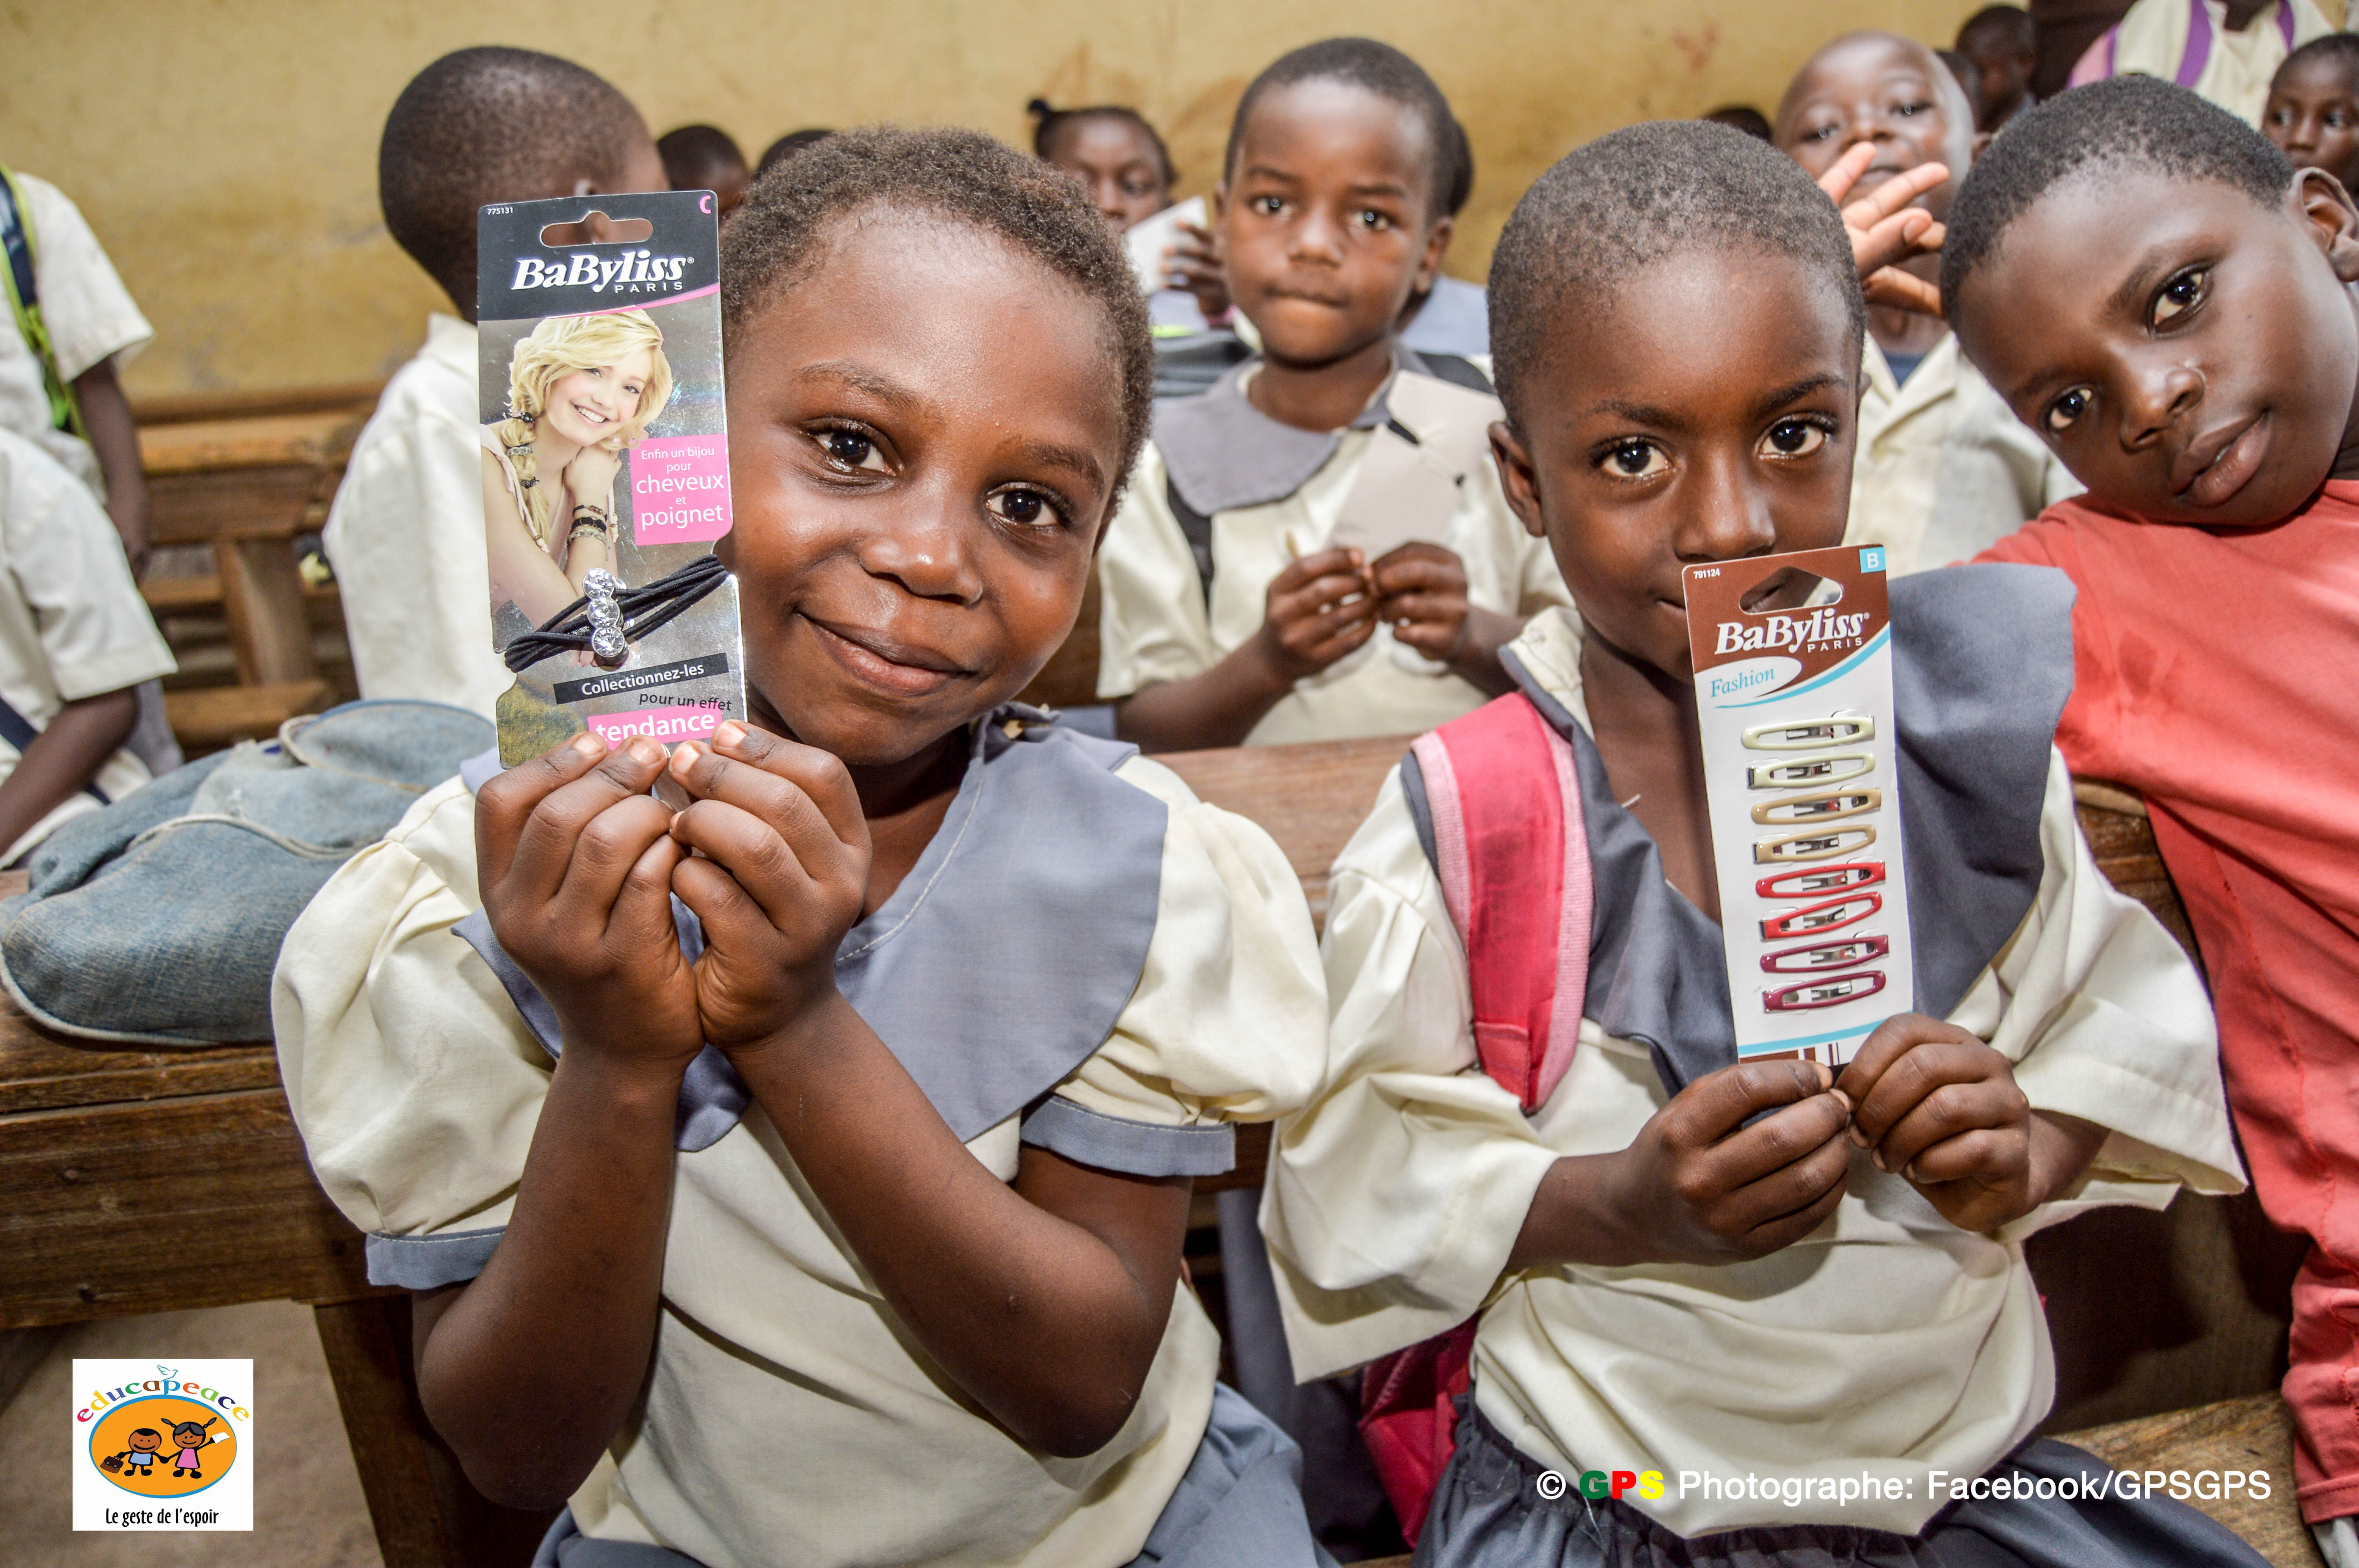 775131
C
BaByliss®
PARIS
Enfin un bijou
pour
cheveux
et
poignet
Collectionnez-les
pour un effet
tendance
791124
B
BaByliss®
PARIS
Fashion
educapeace
Le geste de l'espoir
© GPS Photographe: Facebook/GPSGPS